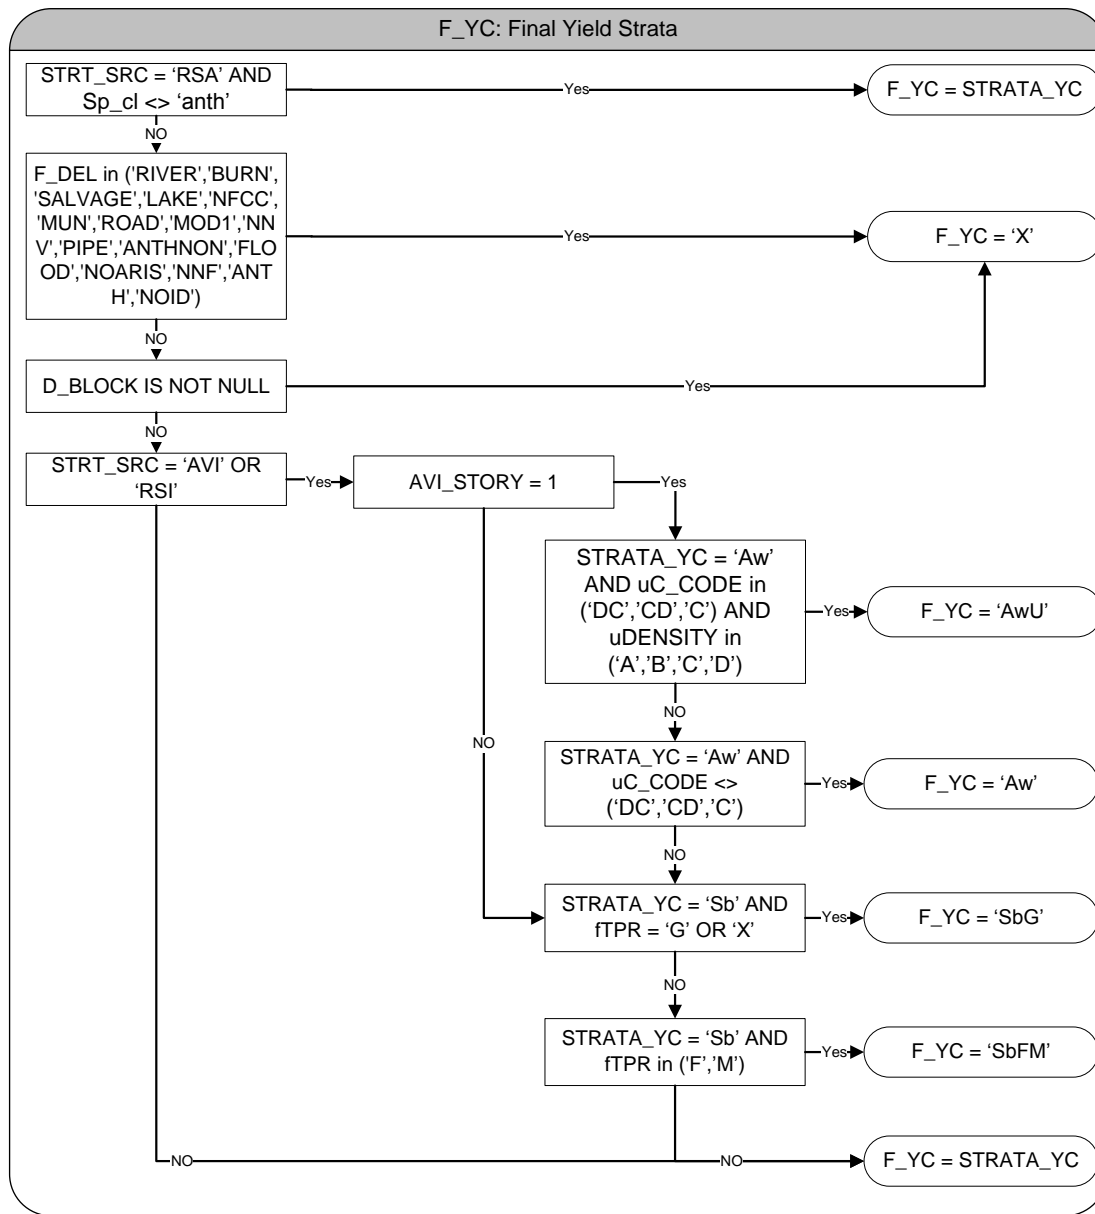 F_YC: Final Yield Strata
STRT_SRC = ‘RSA’ AND
Sp_cl <> ‘anth’
Yes
F_YC = STRATA_YC
NO
F_DEL in ('RIVER','BURN',
'SALVAGE','LAKE','NFCC',
'MUN','ROAD','MOD1','NN
V','PIPE','ANTHNON','FLO
OD','NOARIS','NNF','ANT
H','NOID')
Yes
F_YC = ‘X’
NO
D_BLOCK IS NOT NULL
Yes
NO
STRT_SRC = ‘AVI’ OR
‘RSI’
Yes
AVI_STORY = 1
Yes
STRATA_YC = ‘Aw’
AND uC_CODE in
(‘DC’,’CD’,’C’) AND
uDENSITY in
(‘A’,’B’,’C’,’D’)
Yes
F_YC = ‘AwU’
NO
NO
STRATA_YC = ‘Aw’ AND
uC_CODE <>
(‘DC’,’CD’,’C’)
Yes
F_YC = ‘Aw’
NO
STRATA_YC = ‘Sb’ AND
fTPR = ‘G’ OR ‘X’
Yes
F_YC = ‘SbG’
NO
STRATA_YC = ‘Sb’ AND
fTPR in ('F','M')
Yes
F_YC = ‘SbFM’
NO
NO
F_YC = STRATA_YC